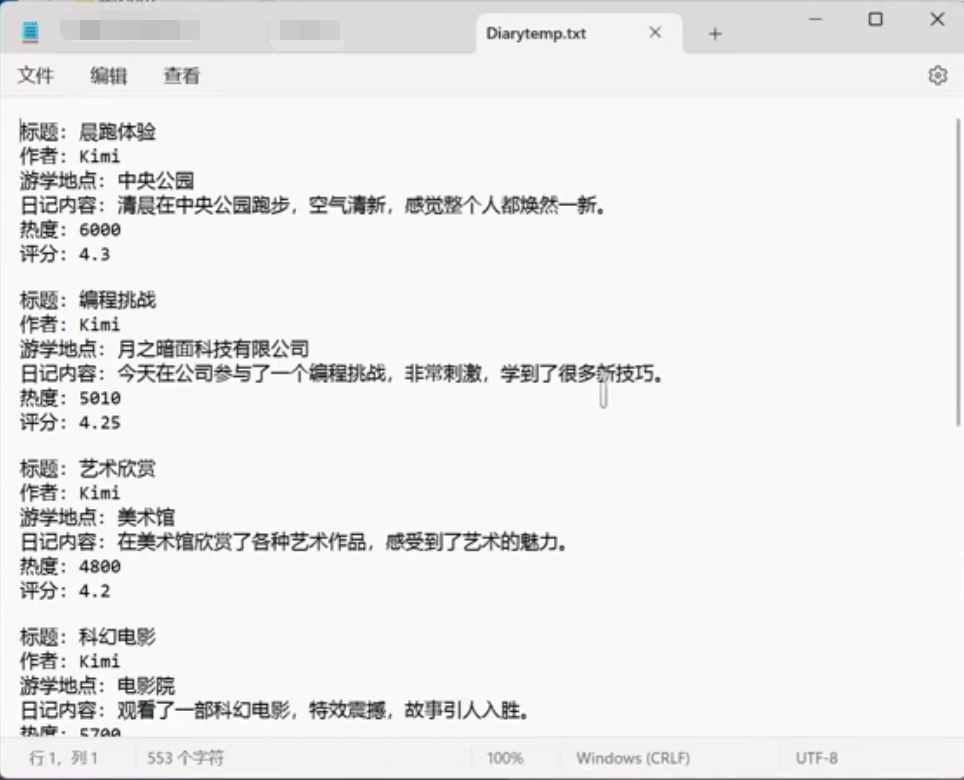 Diarytemp.txt
文件 编辑 查看
标题: 晨跑体验
作者: Kimi
游学地点: 中央公园
日记内容: 清晨在中央公园跑步，空气清新，感觉整个人都焕然一新。
热度: 6000
评分: 4.3
标题: 编程挑战
作者: Kimi
游学地点: 月之暗面科技有限公司
日记内容: 今天在公司参与了一个编程挑战，非常刺激，学到了很多新技巧。
热度: 5010
评分: 4.25
标题: 艺术欣赏
作者: Kimi
游学地点: 美术馆
日记内容: 在美术馆欣赏了各种艺术作品，感受到了艺术的魅力。
热度: 4800
评分: 4.2
标题: 科幻电影
作者: Kimi
游学地点: 电影院
日记内容: 观看了一部科幻电影，特效震撼，故事引人入胜。
热度: 5700
行 1，列 1 553 个字符 100% Windows (CRLF) UTF-8